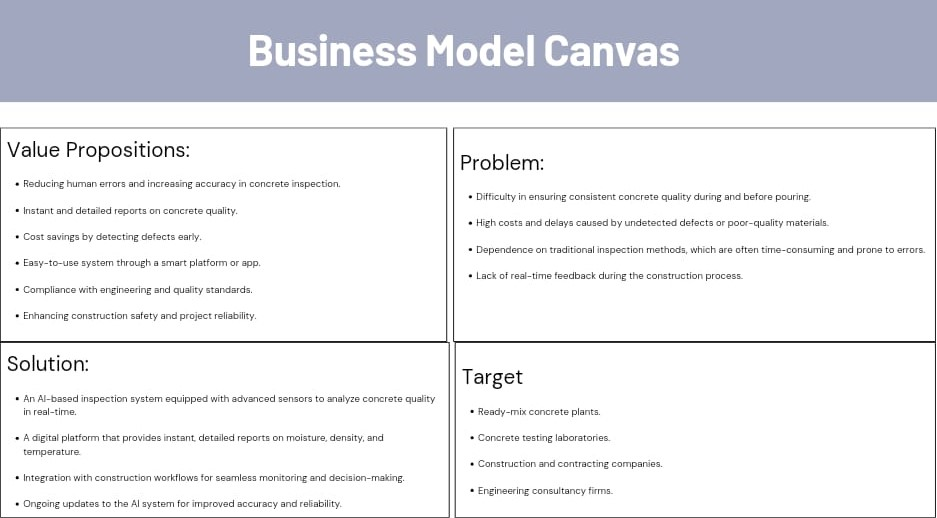 Business Model Canvas
Value Propositions:
• Reducing human errors and increasing accuracy in concrete inspection.
• Instant and detailed reports on concrete quality.
• Cost savings by detecting defects early.
• Easy-to-use system through a smart platform or app.
• Compliance with engineering and quality standards.
• Enhancing construction safety and project reliability.
Problem:
• Difficulty in ensuring consistent concrete quality during and before pouring.
• High costs and delays caused by undetected defects or poor-quality materials.
• Dependence on traditional inspection methods, which are often time-consuming and prone to errors.
• Lack of real-time feedback during the construction process.
Solution:
• An AI-based inspection system equipped with advanced sensors to analyze concrete quality
in real-time.
• A digital platform that provides instant, detailed reports on moisture, density, and
temperature.
• Integration with construction workflows for seamless monitoring and decision-making.
• Ongoing updates to the AI system for improved accuracy and reliability.
Target
• Ready-mix concrete plants.
• Concrete testing laboratories.
• Construction and contracting companies.
• Engineering consultancy firms.